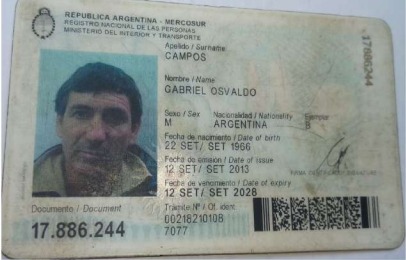 REPUBLICA ARGENTINA - MERCOSUR
REGISTRO NACIONAL DE LAS PERSONAS
MINISTERIO DEL INTERIOR Y TRANSPORTE
Apellido / Surname
CAMPOS
Nombre / Name
GABRIEL OSVALDO
Sexo / Sex Nacionalidad / Nationality Ejemplar
M ARGENTINA B
Fecha de nacimiento / Date of birth
22 SET/ SET 1966
Fecha de emisión / Date of issue
12 SET/ SET 2013
Fecha de vencimiento / Date of expiry
12 SET/ SET 2028
Documento / Document
17.886.244
Trámite Nº / Of. ident.
00218210108
7077
17886244